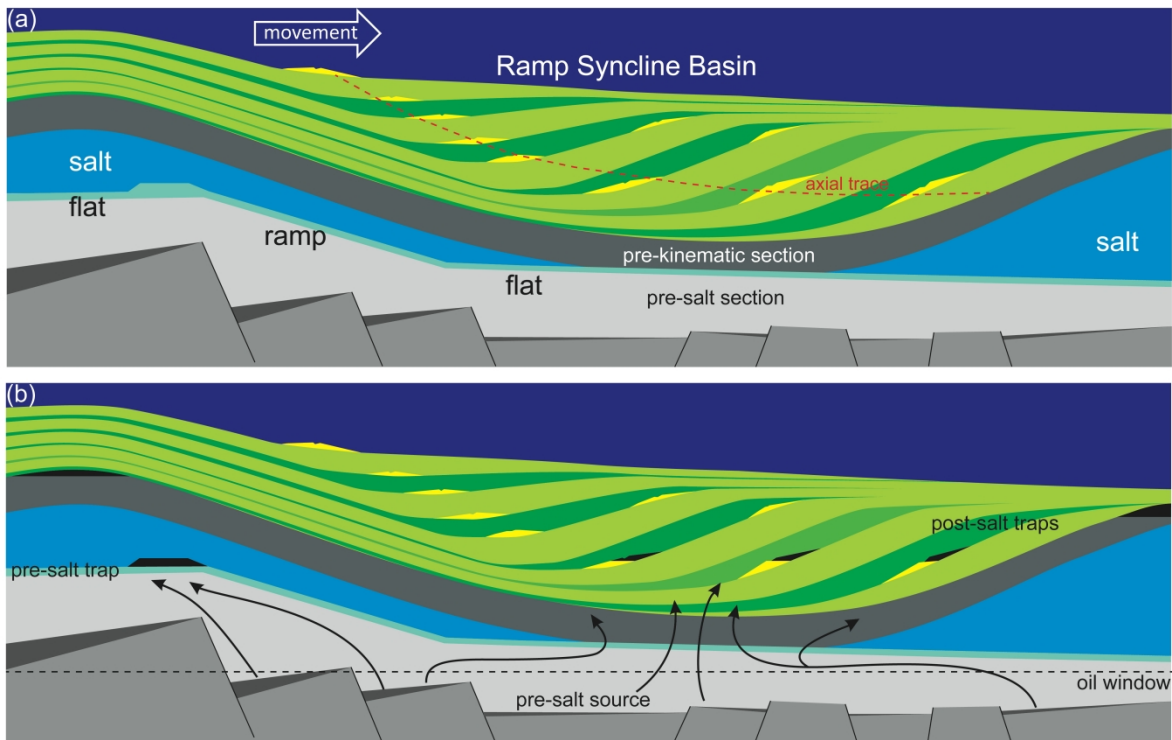 (a)
movement
Ramp Syncline Basin
salt
flat
ramp
axial trace
salt
pre-kinematic section
flat
pre-salt section
(b)
post-salt traps
pre-salt trap
pre-salt source
oil window